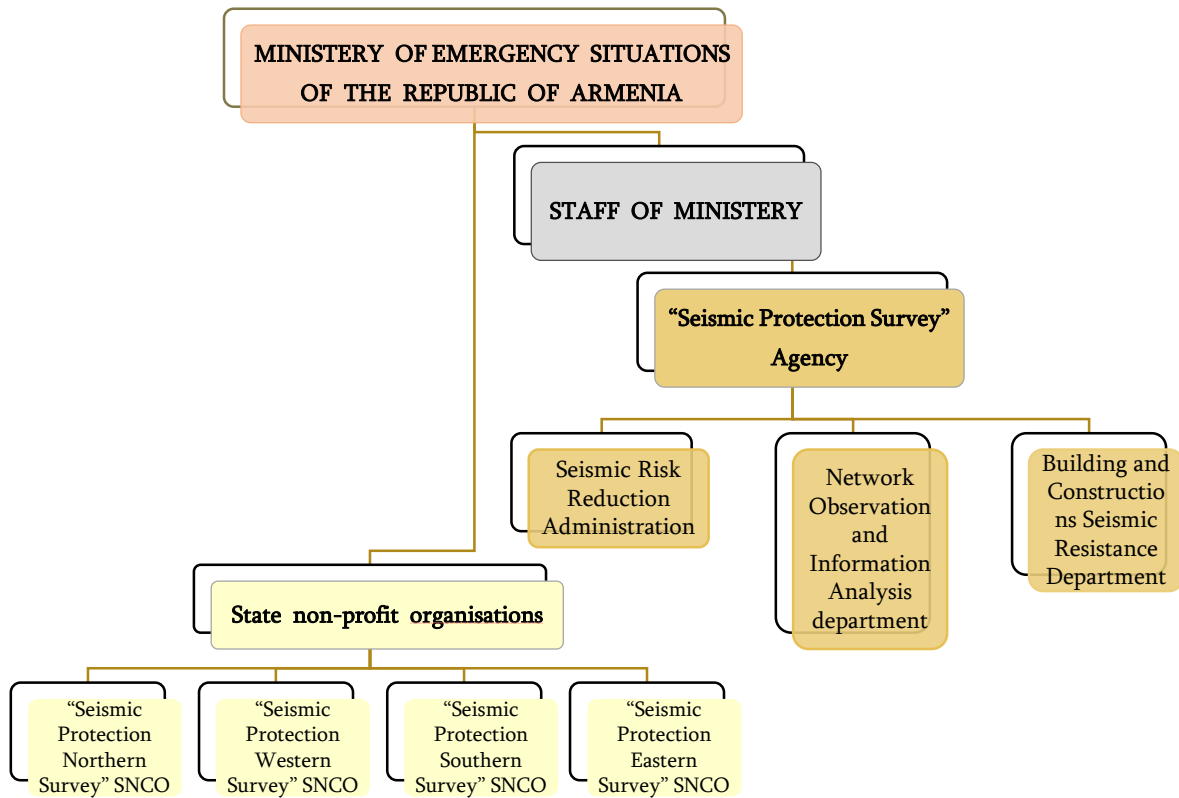 MINISTERY OF EMERGENCY SITUATIONS
OF THE REPUBLIC OF ARMENIA
STAFF OF MINISTERY
“Seismic Protection Survey”
Agency
Seismic Risk
Reduction
Administration
Network
Observation
and
Information
Analysis
department
Building and
Constructio
ns Seismic
Resistance
Department
State non-profit organisations
“Seismic
Protection
Northern
Survey” SNCO
“Seismic
Protection
Western
Survey” SNCO
“Seismic
Protection
Southern
Survey” SNCO
“Seismic
Protection
Eastern
Survey” SNCO